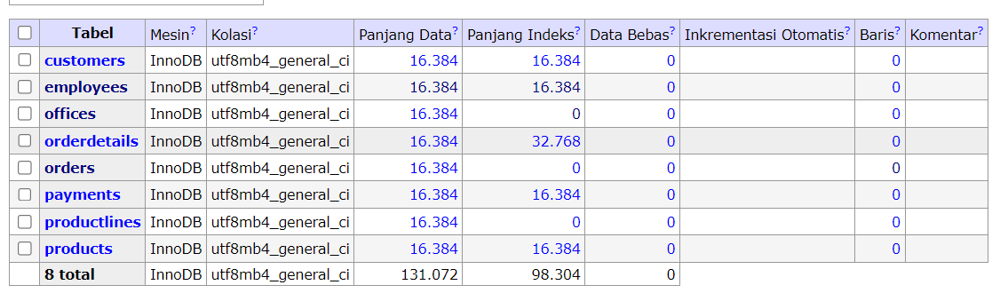 Tabel Mesin? Kolasi? Panjang Data? Panjang Indeks? Data Bebas? Inkrementasi Otomatis? Baris? Komentar?
customers InnoDB utf8mb4_general_ci 16.384 16.384 0 0
employees InnoDB utf8mb4_general_ci 16.384 16.384 0 0
offices InnoDB utf8mb4_general_ci 16.384 0 0 0
orderdetails InnoDB utf8mb4_general_ci 16.384 32.768 0 0
orders InnoDB utf8mb4_general_ci 16.384 0 0 0
payments InnoDB utf8mb4_general_ci 16.384 16.384 0 0
productlines InnoDB utf8mb4_general_ci 16.384 0 0 0
products InnoDB utf8mb4_general_ci 16.384 16.384 0 0
8 total InnoDB utf8mb4_general_ci 131.072 98.304 0